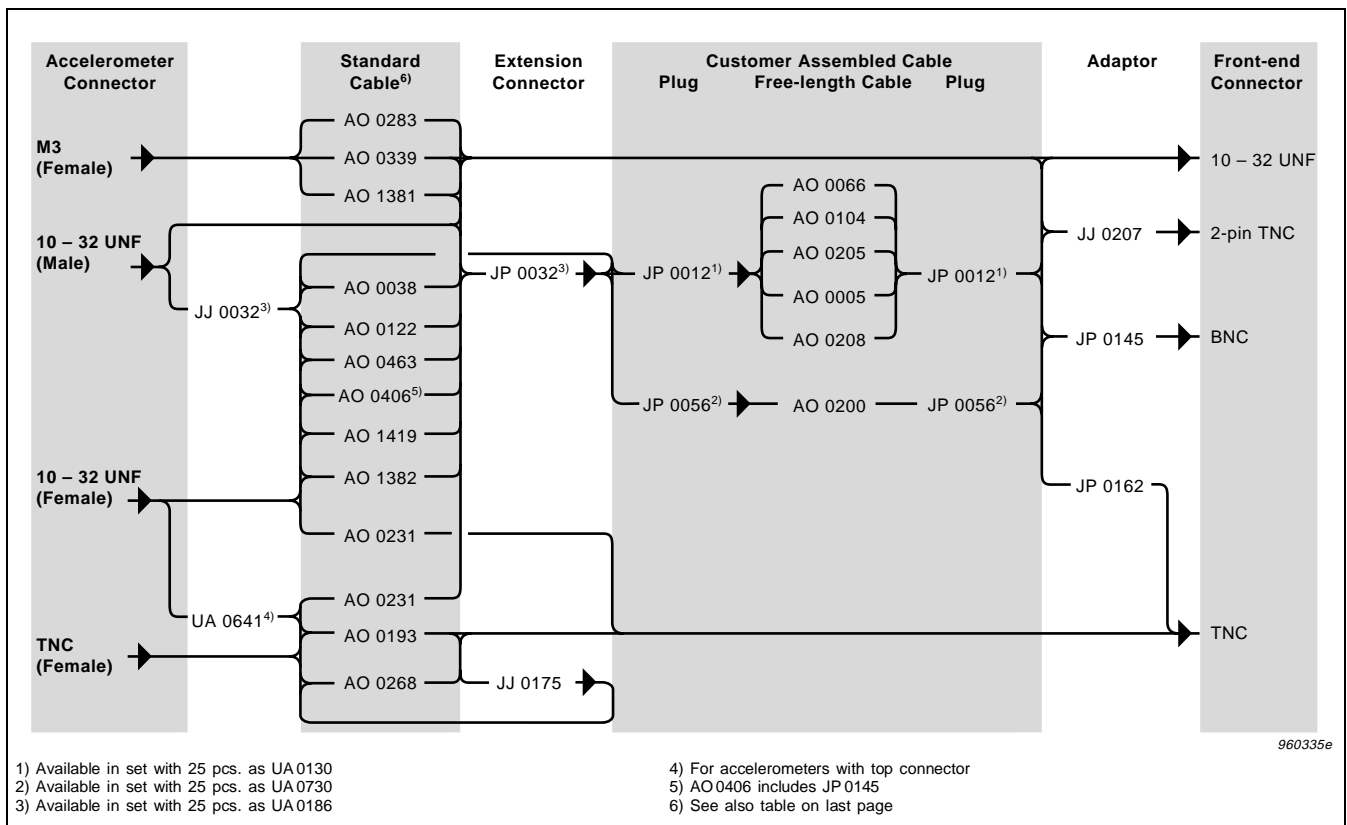 Accelerometer
Connector
Standard
Cable6)
Extension
Connector
Customer Assembled Cable
Plug Free-length Cable Plug
Adaptor
Front-end
Connector
M3
(Female)
10 – 32 UNF
(Male)
10 – 32 UNF
(Female)
TNC
(Female)
JJ 00323)
UA 06414)
AO 0283
AO 0339
AO 1381
AO 0038
AO 0122
AO 0463
AO 04065)
AO 1419
AO 1382
AO 0231
AO 0231
AO 0193
AO 0268
JP 00323)
JJ 0175
JP 00121)
JP 00562)
AO 0066
AO 0104
AO 0205
AO 0005
AO 0208
AO 0200
JP 00121)
JP 00562)
JJ 0207
JP 0145
JP 0162
10 – 32 UNF
2-pin TNC
BNC
TNC
960335e
1) Available in set with 25 pcs. as UA 0130
2) Available in set with 25 pcs. as UA 0730
3) Available in set with 25 pcs. as UA 0186
4) For accelerometers with top connector
5) AO 0406 includes JP 0145
6) See also table on last page